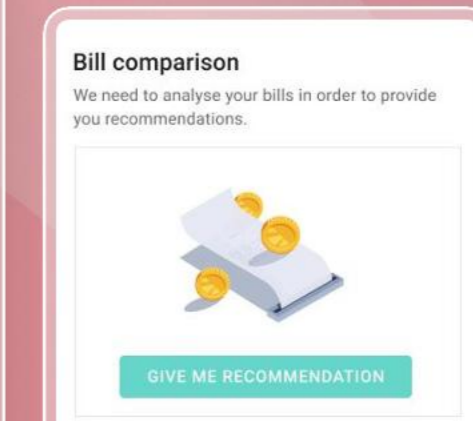 Bill comparison
We need to analyse your bills in order to provide
you recommendations.
GIVE ME RECOMMENDATION